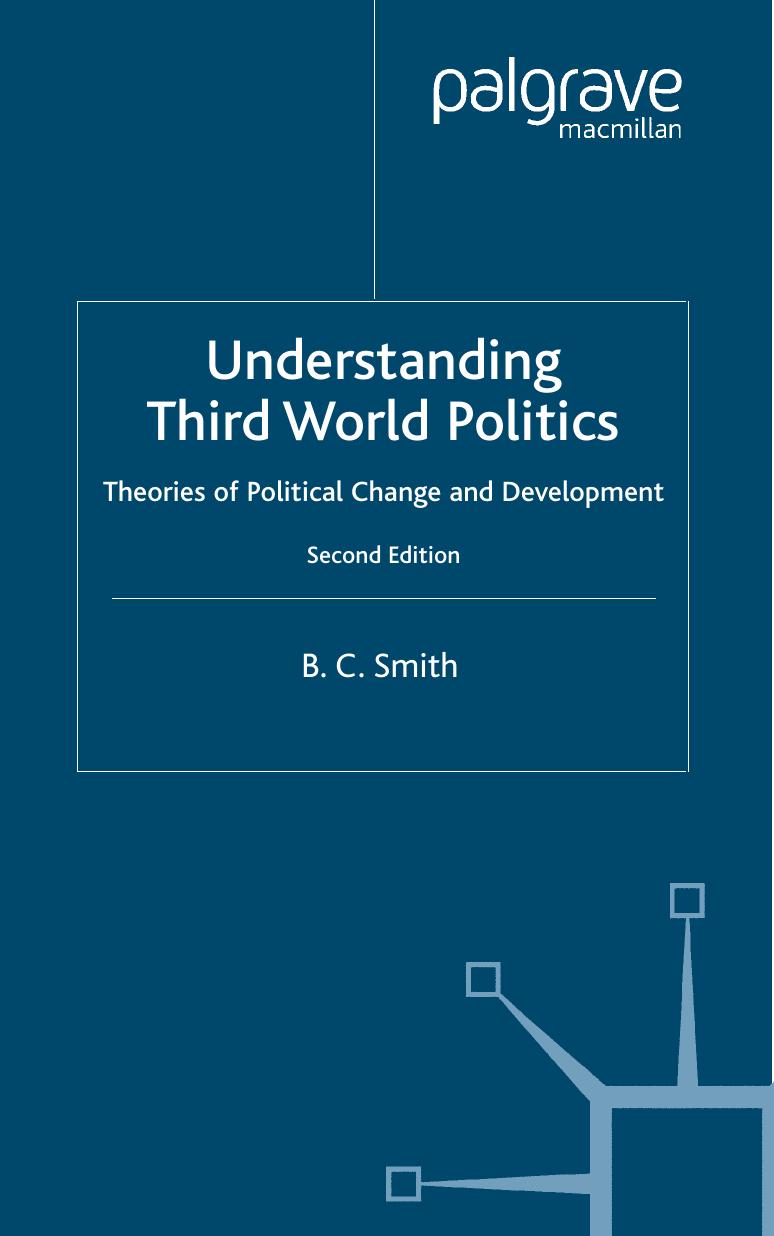 palgrave
macmillan
Understanding
Third World Politics
Theories of Political Change and Development
Second Edition
B. C. Smith